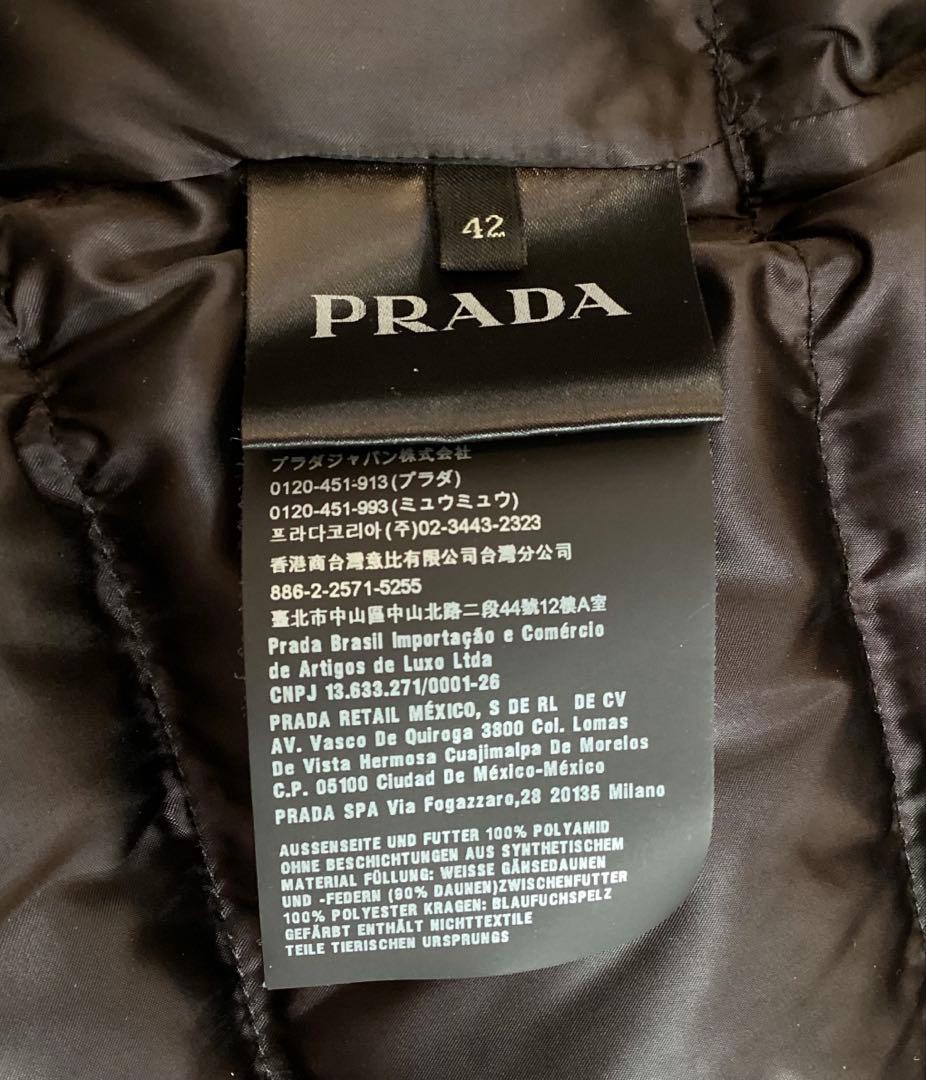 42
PRADA
プラダジャパン株式会社
0120-451-913(プラダ)
0120-451-993(ミュウミュウ)
프라다코리아(주)02-3443-2323
香港商台灣意比有限公司台灣分公司
886-2-2571-5255
臺北市中山區中山北路二段44號12樓A室
Prada Brasil Importação e Comércio
de Artigos de Luxo Ltda
CNPJ 13.633.271/0001-26
PRADA RETAIL MÉXICO, S DE RL DE CV
AV. Vasco De Quiroga 3800 Col. Lomas
De Vista Hermosa Cuajimalpa De Morelos
C.P. 05100 Ciudad De México-México
PRADA SPA Via Fogazzaro,28 20135 Milano
AUSSENSEITE UND FUTTER 100% POLYAMID
OHNE BESCHICHTUNGEN AUS SYNTHETISCHEM
MATERIAL FÜLLUNG: WEISSE GÄNSEDAUNEN
UND -FEDERN (90% DAUNEN)ZWISCHENFUTTER
100% POLYESTER KRAGEN: BLAUFUCHSPELZ
GEFÄRBT ENTHÄLT NICHTTEXTILE
TEILE TIERISCHEN URSPRUNGS